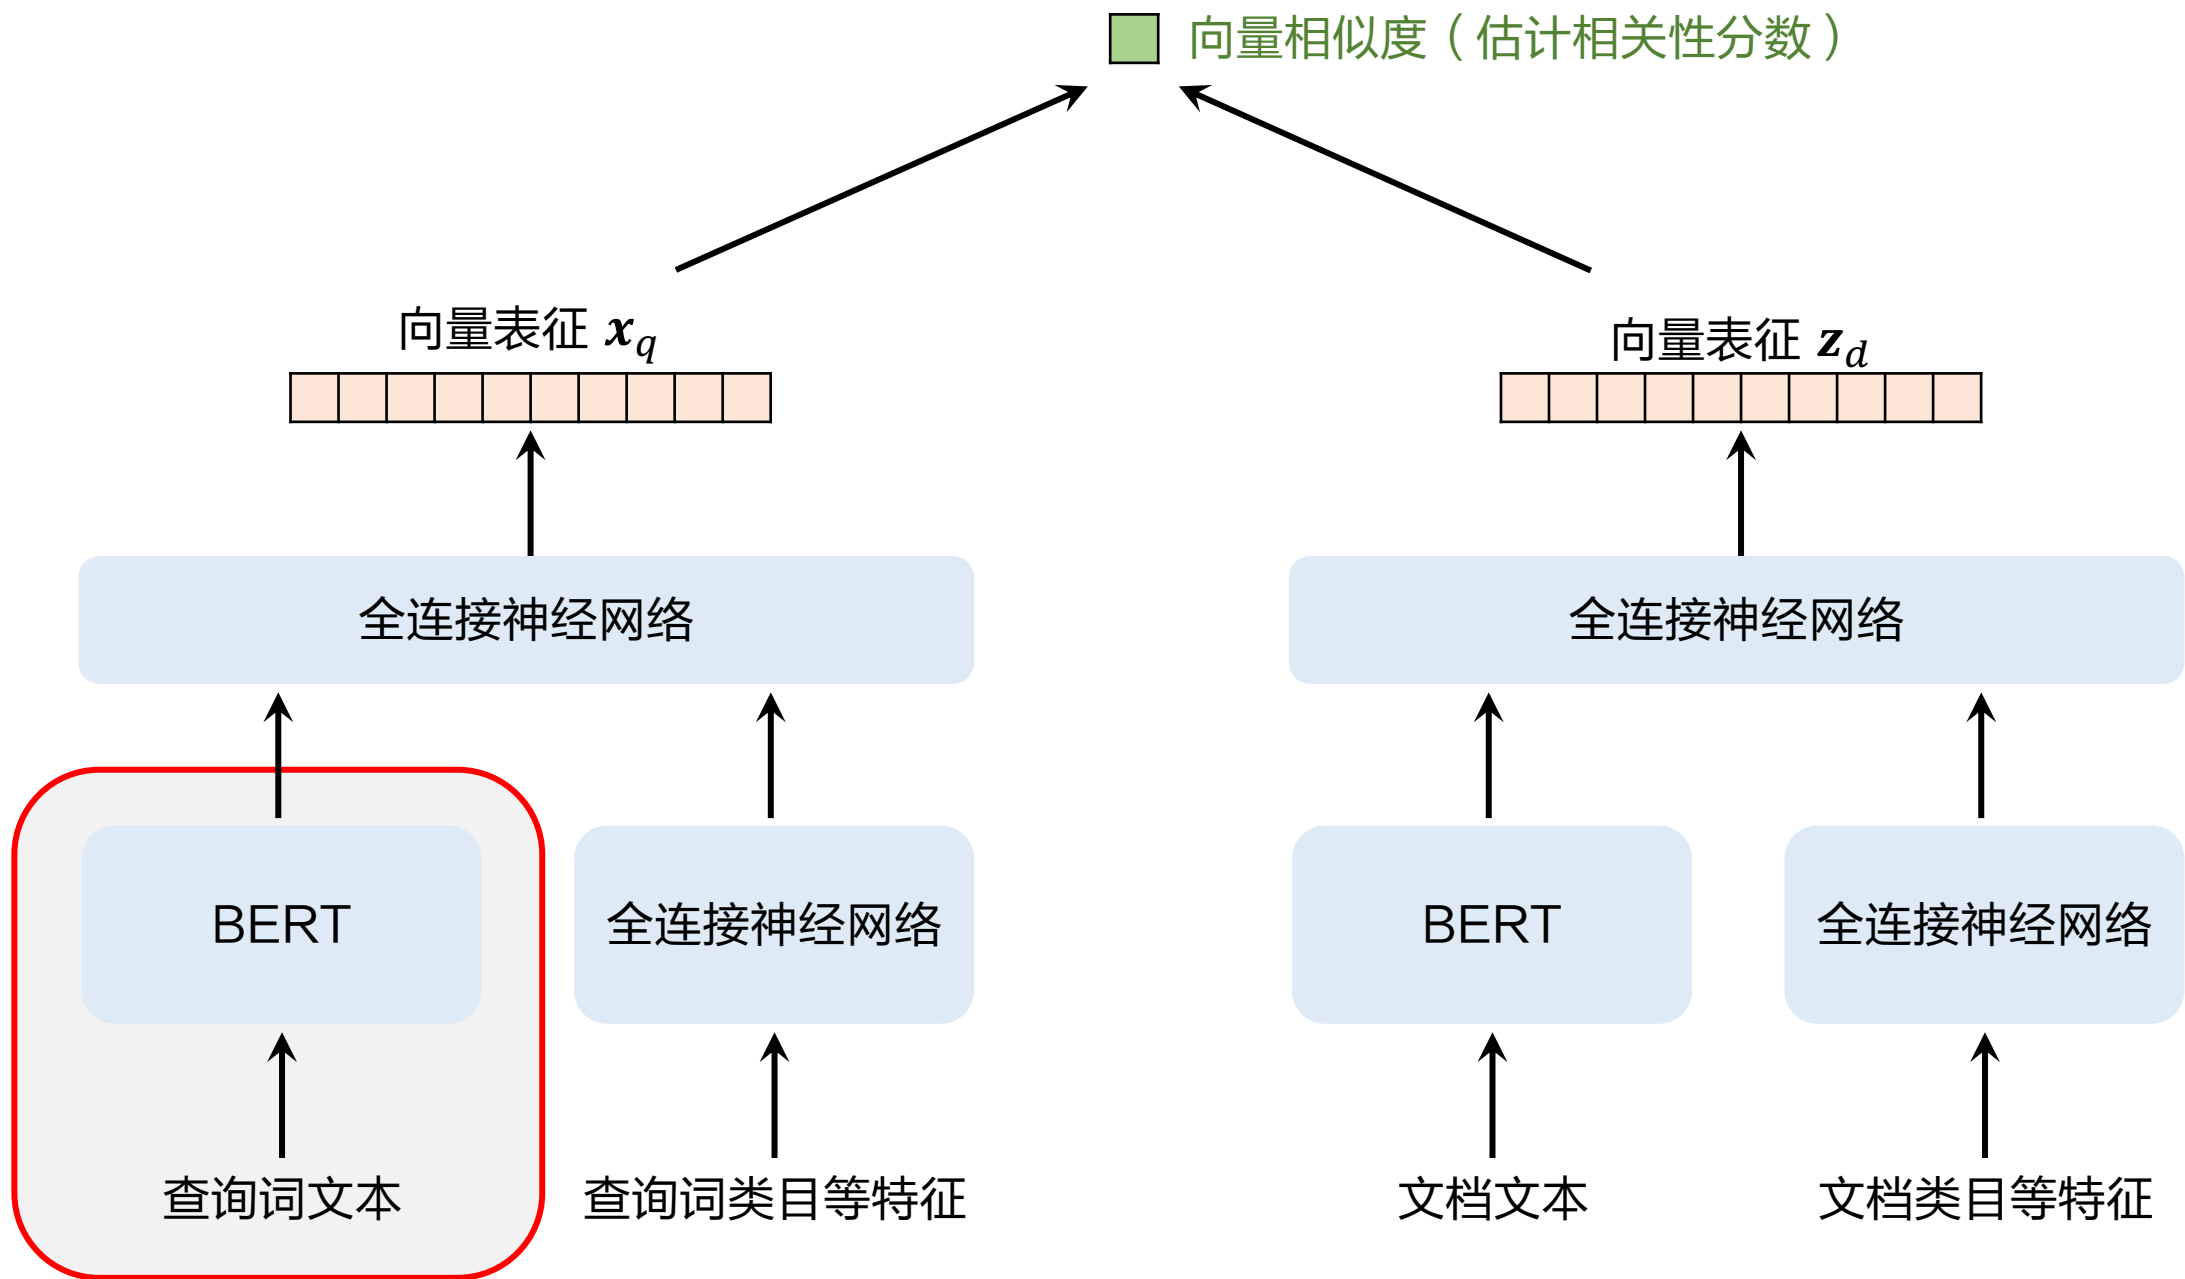 向量相似度（估计相关性分数）
向量表征 x_q
向量表征 z_d
全连接神经网络
全连接神经网络
BERT
全连接神经网络
BERT
全连接神经网络
查询词文本
查询词类目等特征
文档文本
文档类目等特征